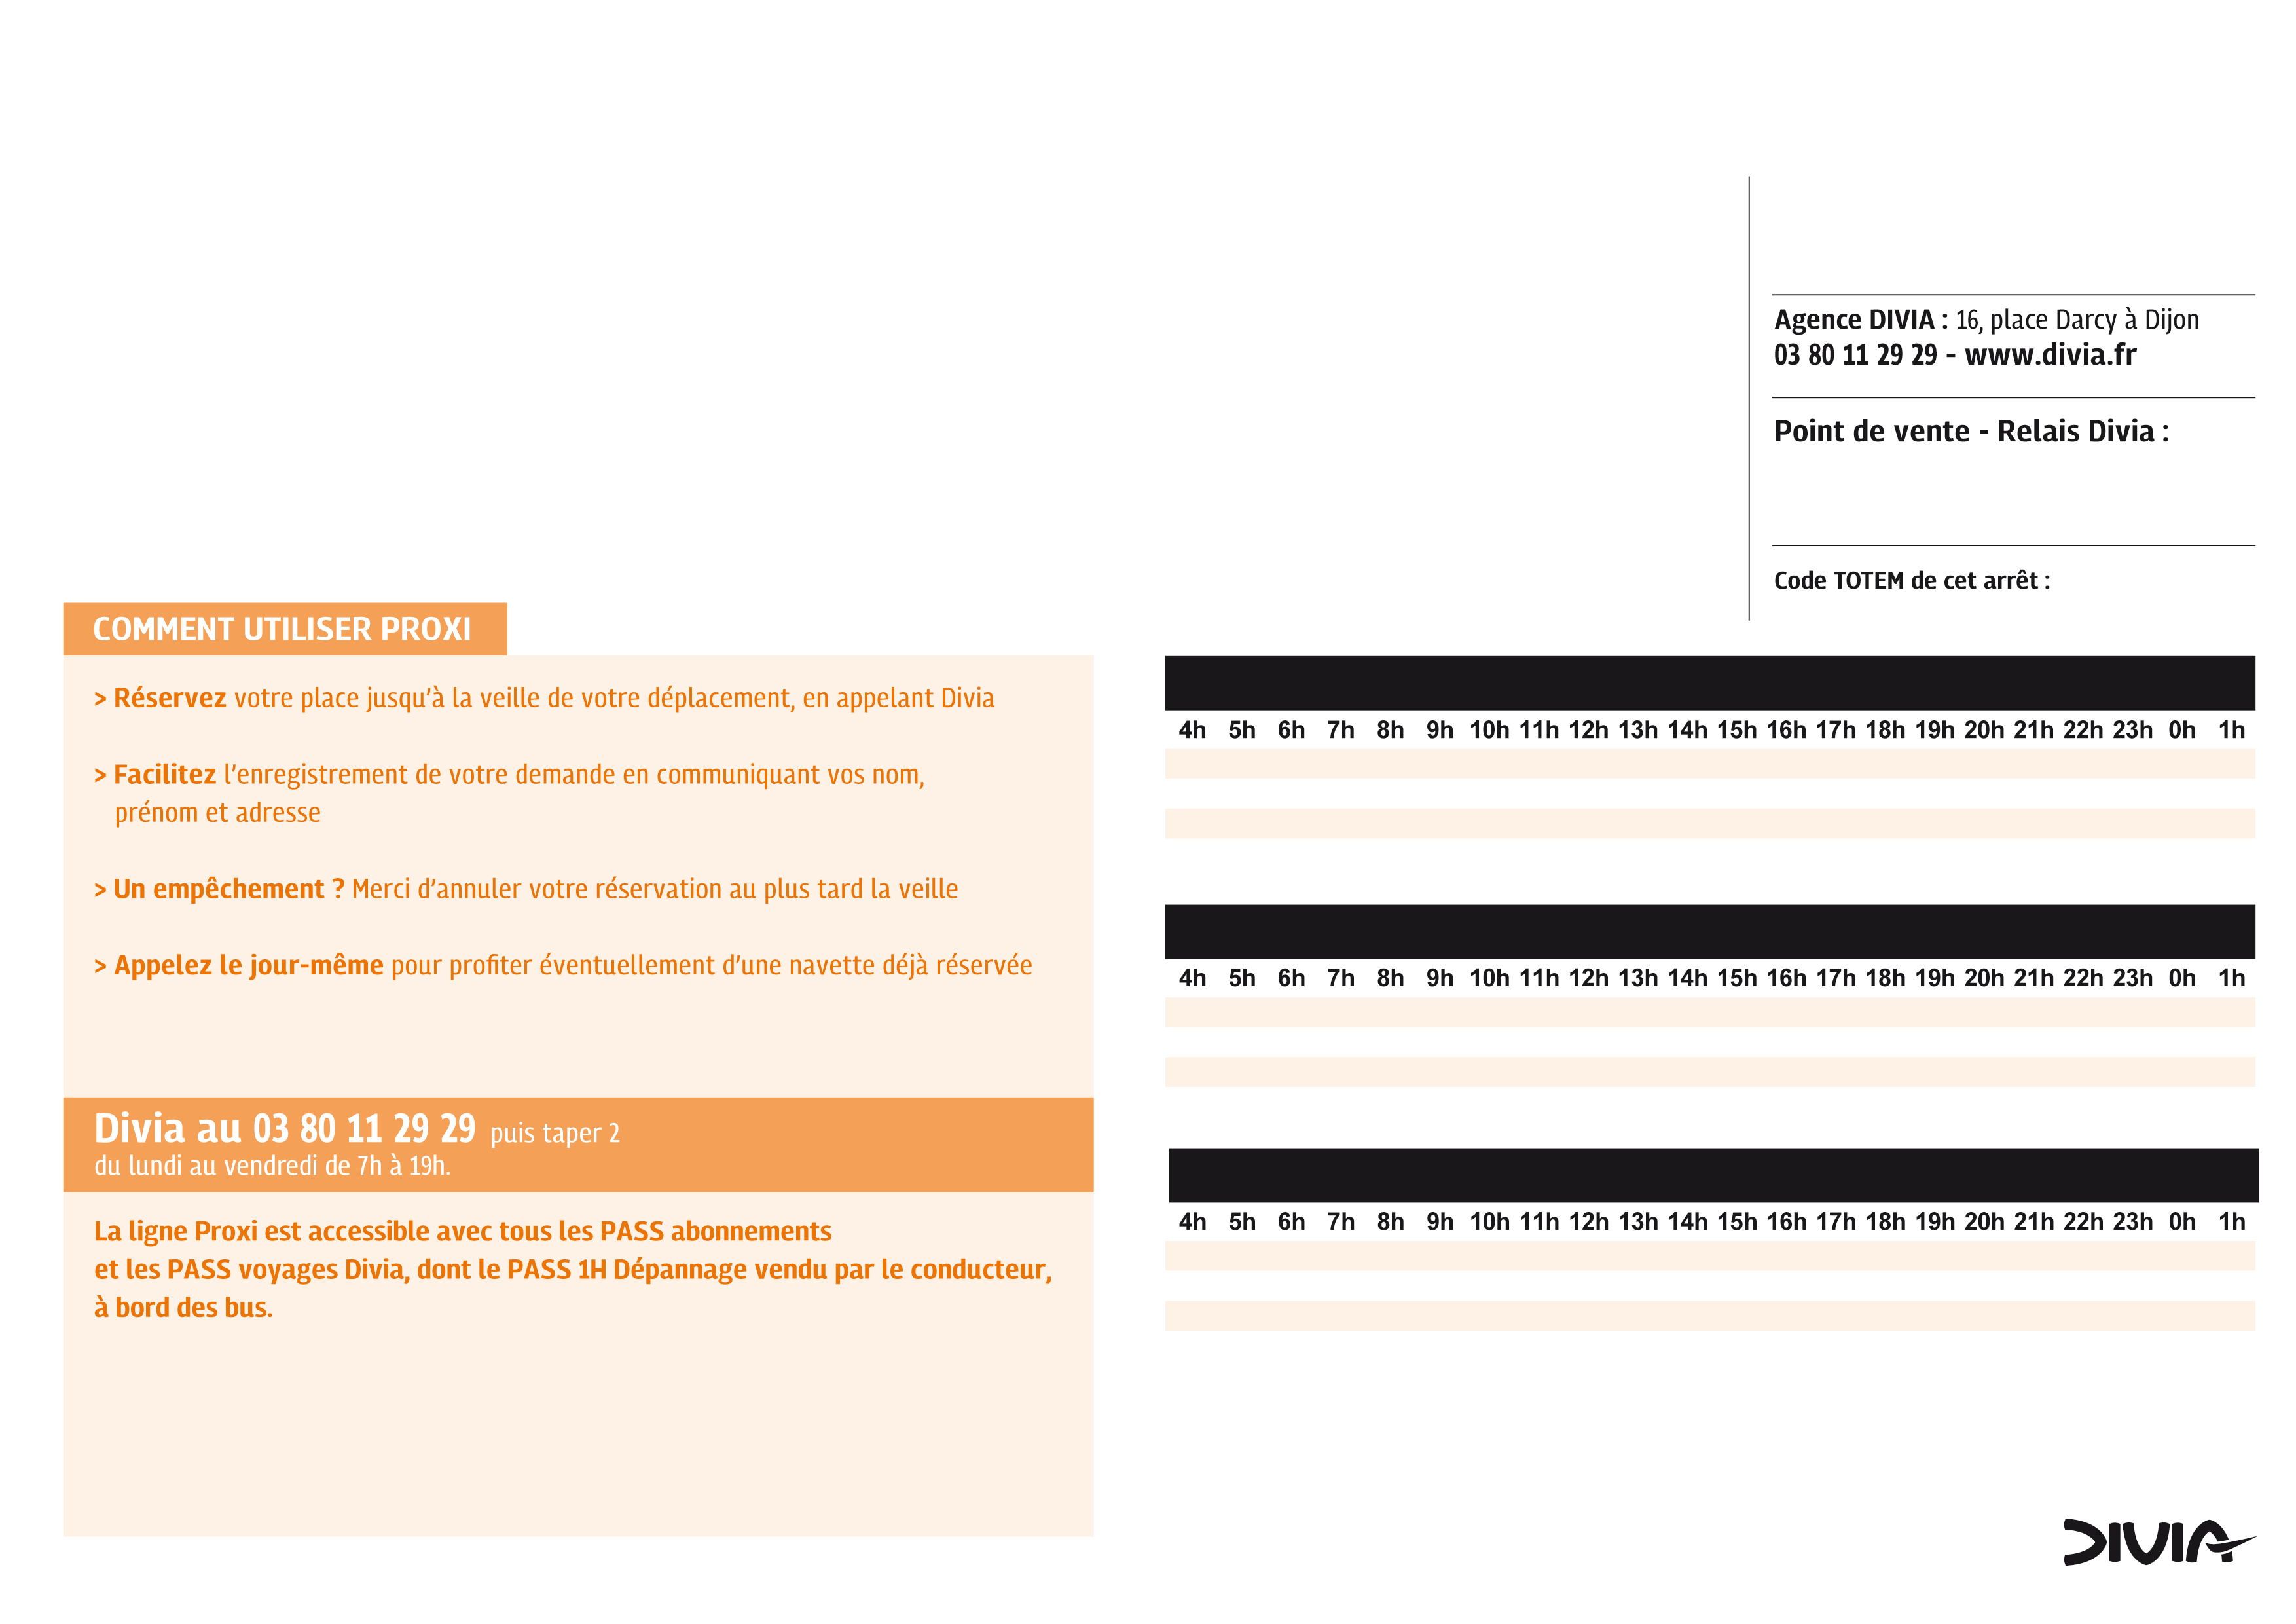 Agence DIVIA : 16, place Darcy à Dijon
03 80 11 29 29 - www.divia.fr
Point de vente - Relais Divia :
Code TOTEM de cet arrêt :
COMMENT UTILISER PROXI
> Réservez votre place jusqu'à la veille de votre déplacement, en appelant Divia
> Facilitez l'enregistrement de votre demande en communiquant vos nom,
prénom et adresse
> Un empêchement ? Merci d'annuler votre réservation au plus tard la veille
> Appelez le jour-même pour profiter éventuellement d'une navette déjà réservée
Divia au 03 80 11 29 29 puis taper 2
du lundi au vendredi de 7h à 19h.
La ligne Proxi est accessible avec tous les PASS abonnements
et les PASS voyages Divia, dont le PASS 1H Dépannage vendu par le conducteur,
à bord des bus.
4h 5h 6h 7h 8h 9h 10h 11h 12h 13h 14h 15h 16h 17h 18h 19h 20h 21h 22h 23h 0h 1h
4h 5h 6h 7h 8h 9h 10h 11h 12h 13h 14h 15h 16h 17h 18h 19h 20h 21h 22h 23h 0h 1h
4h 5h 6h 7h 8h 9h 10h 11h 12h 13h 14h 15h 16h 17h 18h 19h 20h 21h 22h 23h 0h 1h
DIVIA